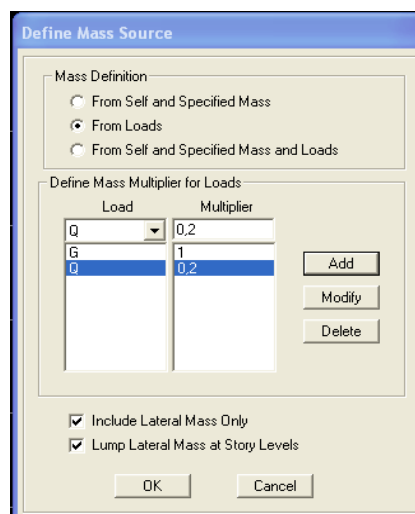 Define Mass Source
Mass Definition
From Self and Specified Mass
From Loads
From Self and Specified Mass and Loads
Define Mass Multiplier for Loads
Load Multiplier
Q 0,2
G 1
Q 0,2
Add
Modify
Delete
Include Lateral Mass Only
Lump Lateral Mass at Story Levels
OK Cancel